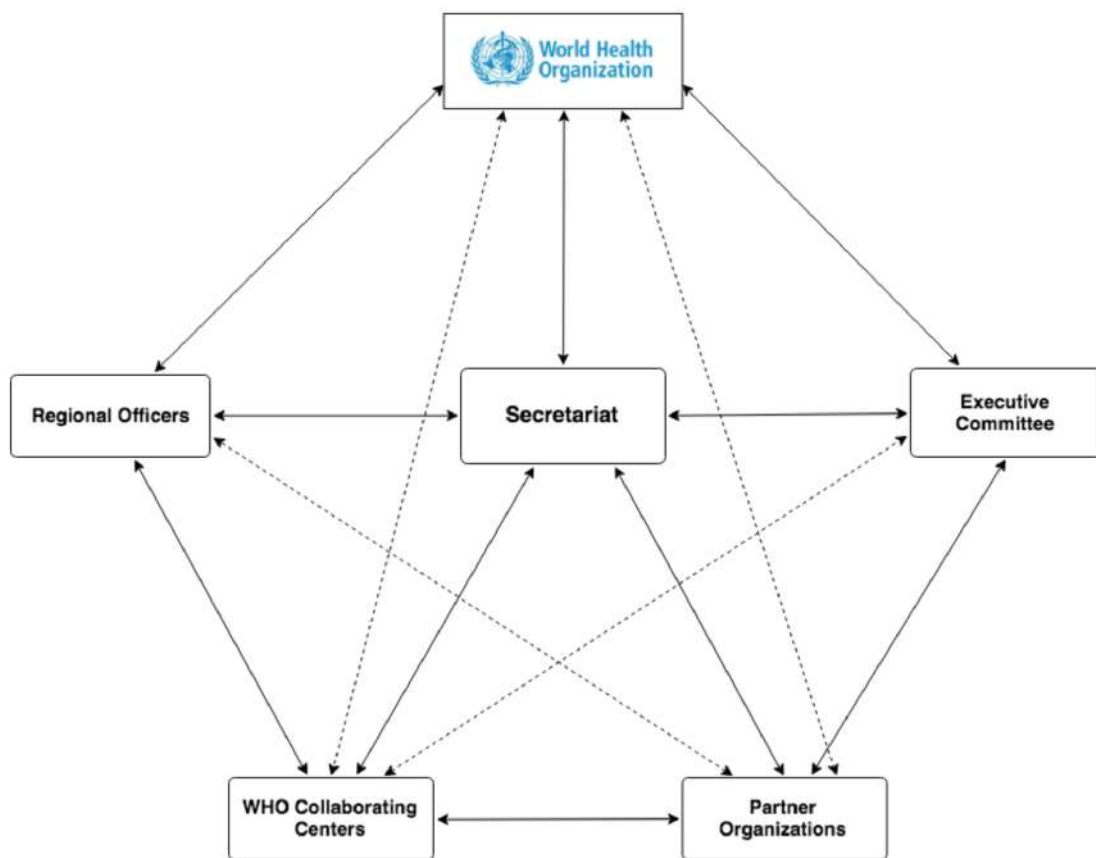 World Health
Organization
Regional Officers
Secretariat
Executive
Committee
WHO Collaborating
Centers
Partner
Organizations